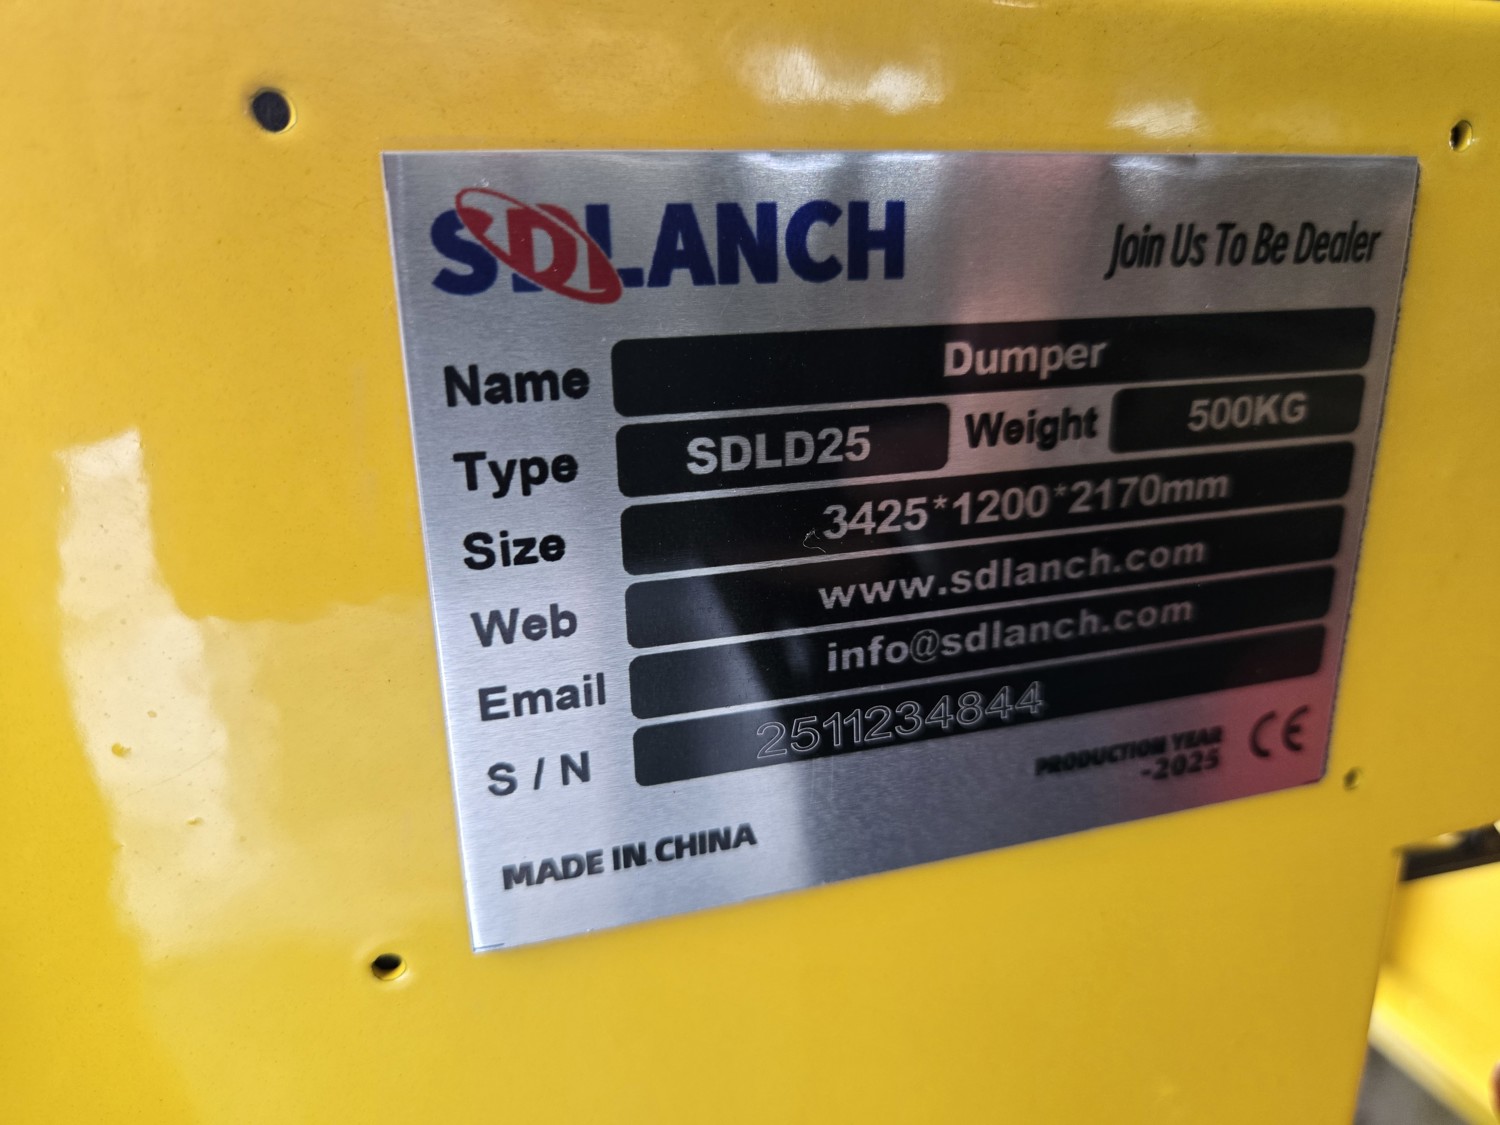 SDLANCH
Join Us To Be Dealer
Name Dumper
Type SDLD25 Weight 500KG
Size 3425*1200*2170mm
Web www.sdlanch.com
Email info@sdlanch.com
S / N 2511234844
PRODUCTION YEAR
-2025
CE
MADE IN CHINA